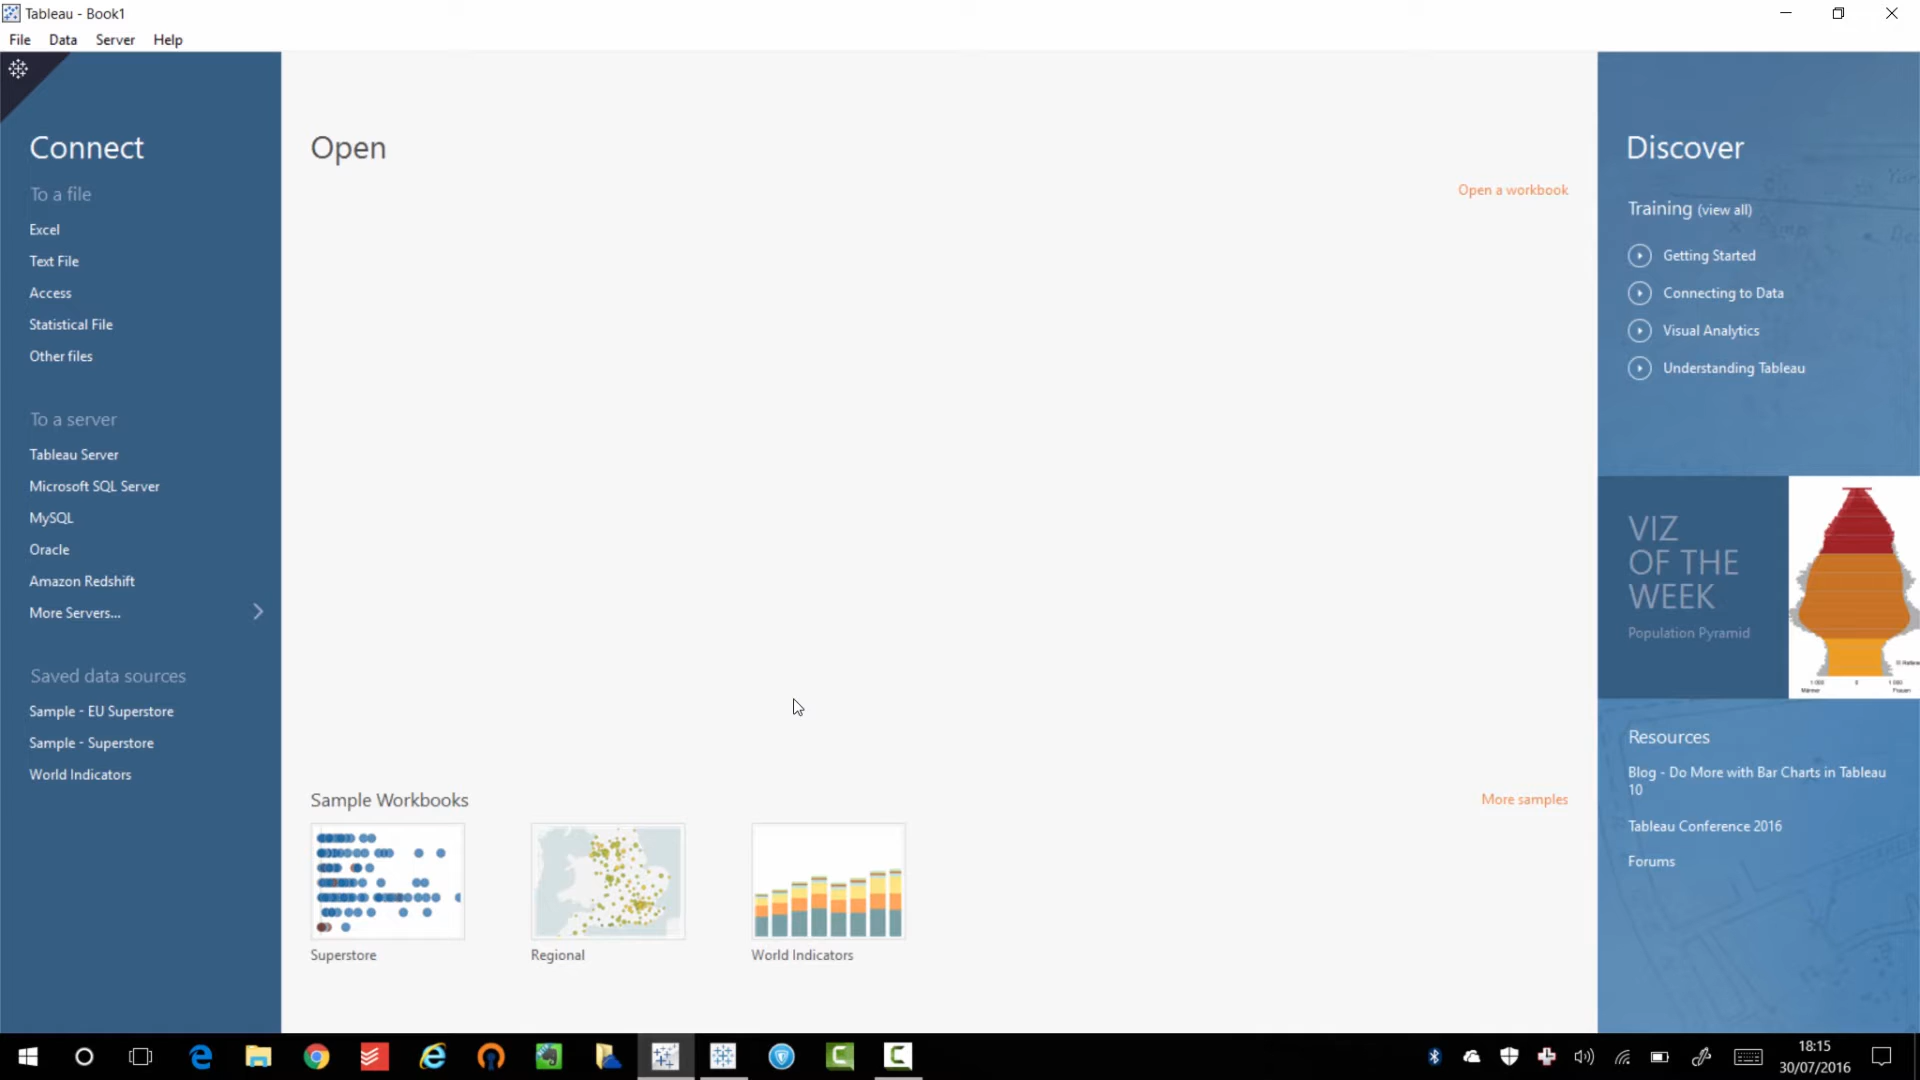 Tableau - Book1
File Data Server Help
Connect
To a file
Excel
Text File
Access
Statistical File
Other files
To a server
Tableau Server
Microsoft SQL Server
MySQL
Oracle
Amazon Redshift
More Servers...
Saved data sources
Sample - EU Superstore
Sample - Superstore
World Indicators
Open
Open a workbook
Sample Workbooks
More samples
Superstore
Regional
World Indicators
Discover
Training (view all)
Getting Started
Connecting to Data
Visual Analytics
Understanding Tableau
VIZ
OF THE
WEEK
Population Pyramid
Männer
Frauen
Resources
Blog - Do More with Bar Charts in Tableau
10
Tableau Conference 2016
Forums
18:15
30/07/2016